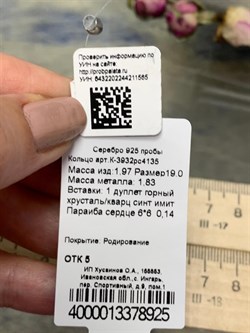 Проверить информацию по
УИН на сайте:
http://probpalata.ru
УИН: 6432202244211565
Серебро 925 пробы
Кольцо арт.К-3932рс4135
Масса изд:1.97 Размер19.0
Масса металла: 1.83
Вставки: 1 дуплет горный
хрусталь/кварц синт имит
Параиба сердце 6*6 0,14
Покрытие: Родирование
ОТК 5
ИП Хусаинов О.А., 155553,
Ивановская обл., с. Ингарь,
пер. Спортивный, д.9, пом.1
4000013378925